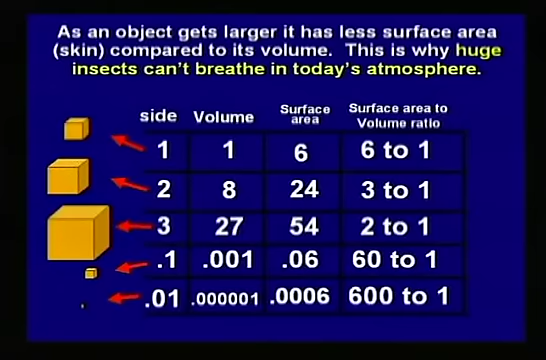 As an object gets larger it has less surface area
(skin) compared to its volume. This is why huge
insects can't breathe in today's atmosphere.
side Volume Surface area Surface area to Volume ratio
1 1 6 6 to 1
2 8 24 3 to 1
3 27 54 2 to 1
.1 .001 .06 60 to 1
.01 .000001 .0006 600 to 1